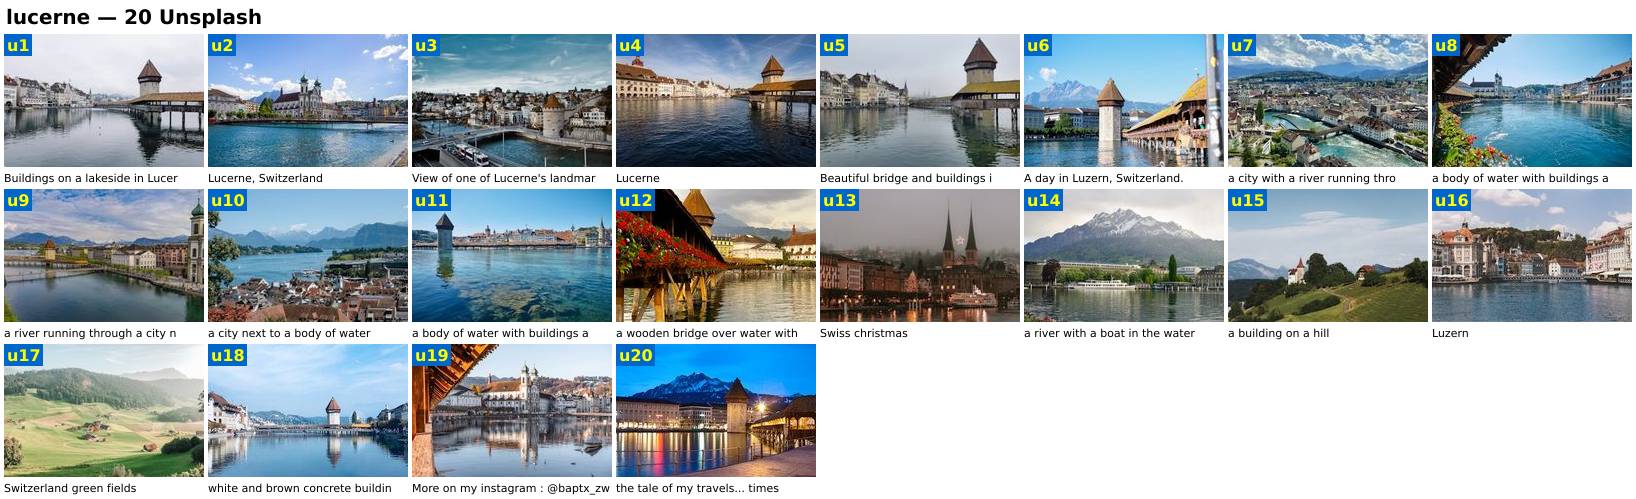 lucerne — 20 Unsplash
u1 u2 u3 u4 u5 u6 u7 u8
Buildings on a lakeside in Lucer
Lucerne, Switzerland
View of one of Lucerne's landmar
Lucerne
Beautiful bridge and buildings i
A day in Luzern, Switzerland.
a city with a river running thro
a body of water with buildings a
u9 u10 u11 u12 u13 u14 u15 u16
a river running through a city n
a city next to a body of water
a body of water with buildings a
a wooden bridge over water with
Swiss christmas
a river with a boat in the water
a building on a hill
Luzern
u17 u18 u19 u20
Switzerland green fields
white and brown concrete buildin
More on my instagram : @baptx_zw
the tale of my travels... times